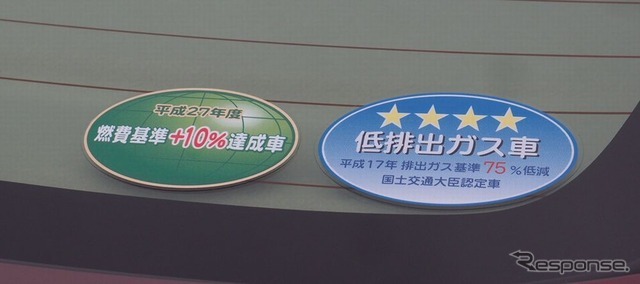 平成27年度
燃費基準+10%達成車
低排出ガス車
平成17年 排出ガス基準 75 %低減
国土交通大臣認定車
Response.